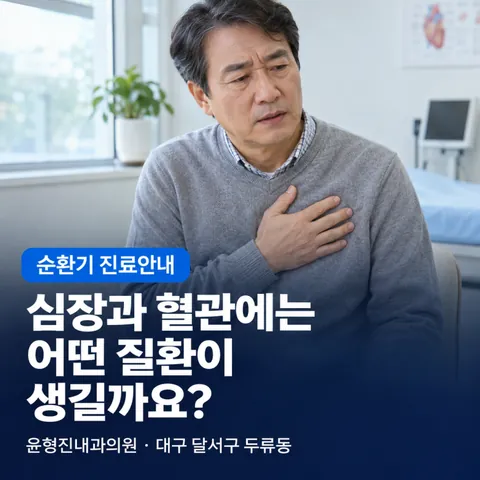 순환기 진료안내
심장과 혈관에는
어떤 질환이
생길까요?
윤형진내과의원 · 대구 달서구 두류동